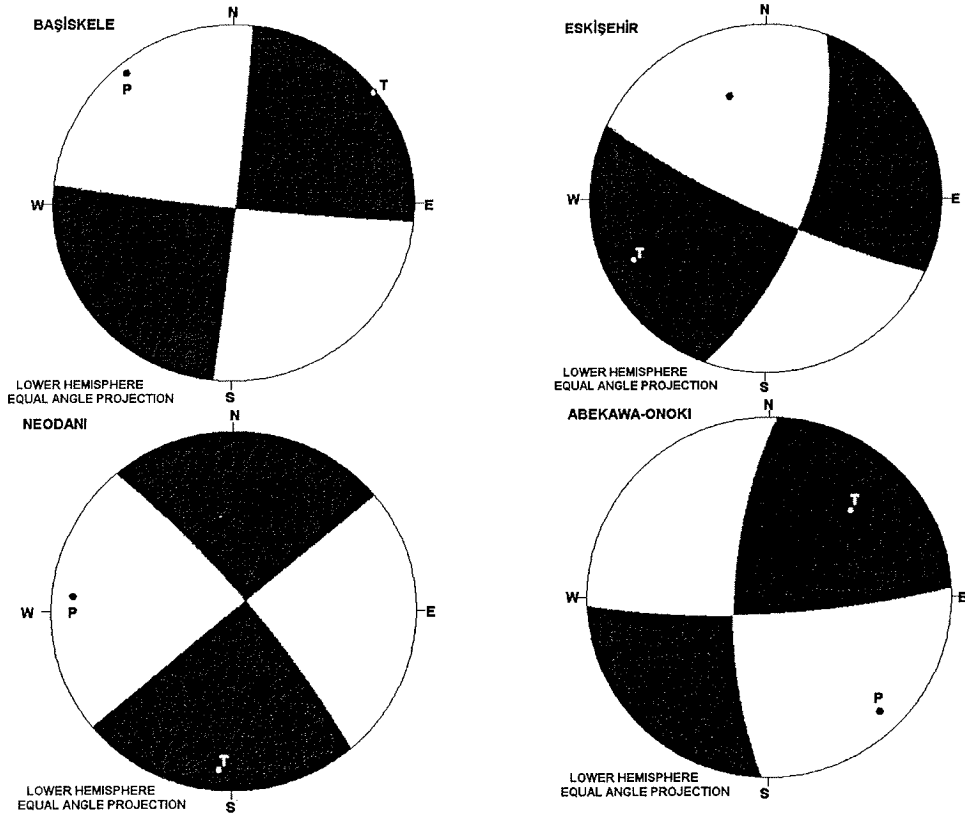 BAŞİSKELE
N
P
T
W
E
LOWER HEMISPHERE
EQUAL ANGLE PROJECTION
S
ESKİŞEHİR
N
W
E
T
LOWER HEMISPHERE
EQUAL ANGLE PROJECTION
S
NEODANI
N
P
W
E
T
LOWER HEMISPHERE
EQUAL ANGLE PROJECTION
S
ABEKAWA-ONOKI
N
T
W
E
P
LOWER HEMISPHERE
EQUAL ANGLE PROJECTION
S